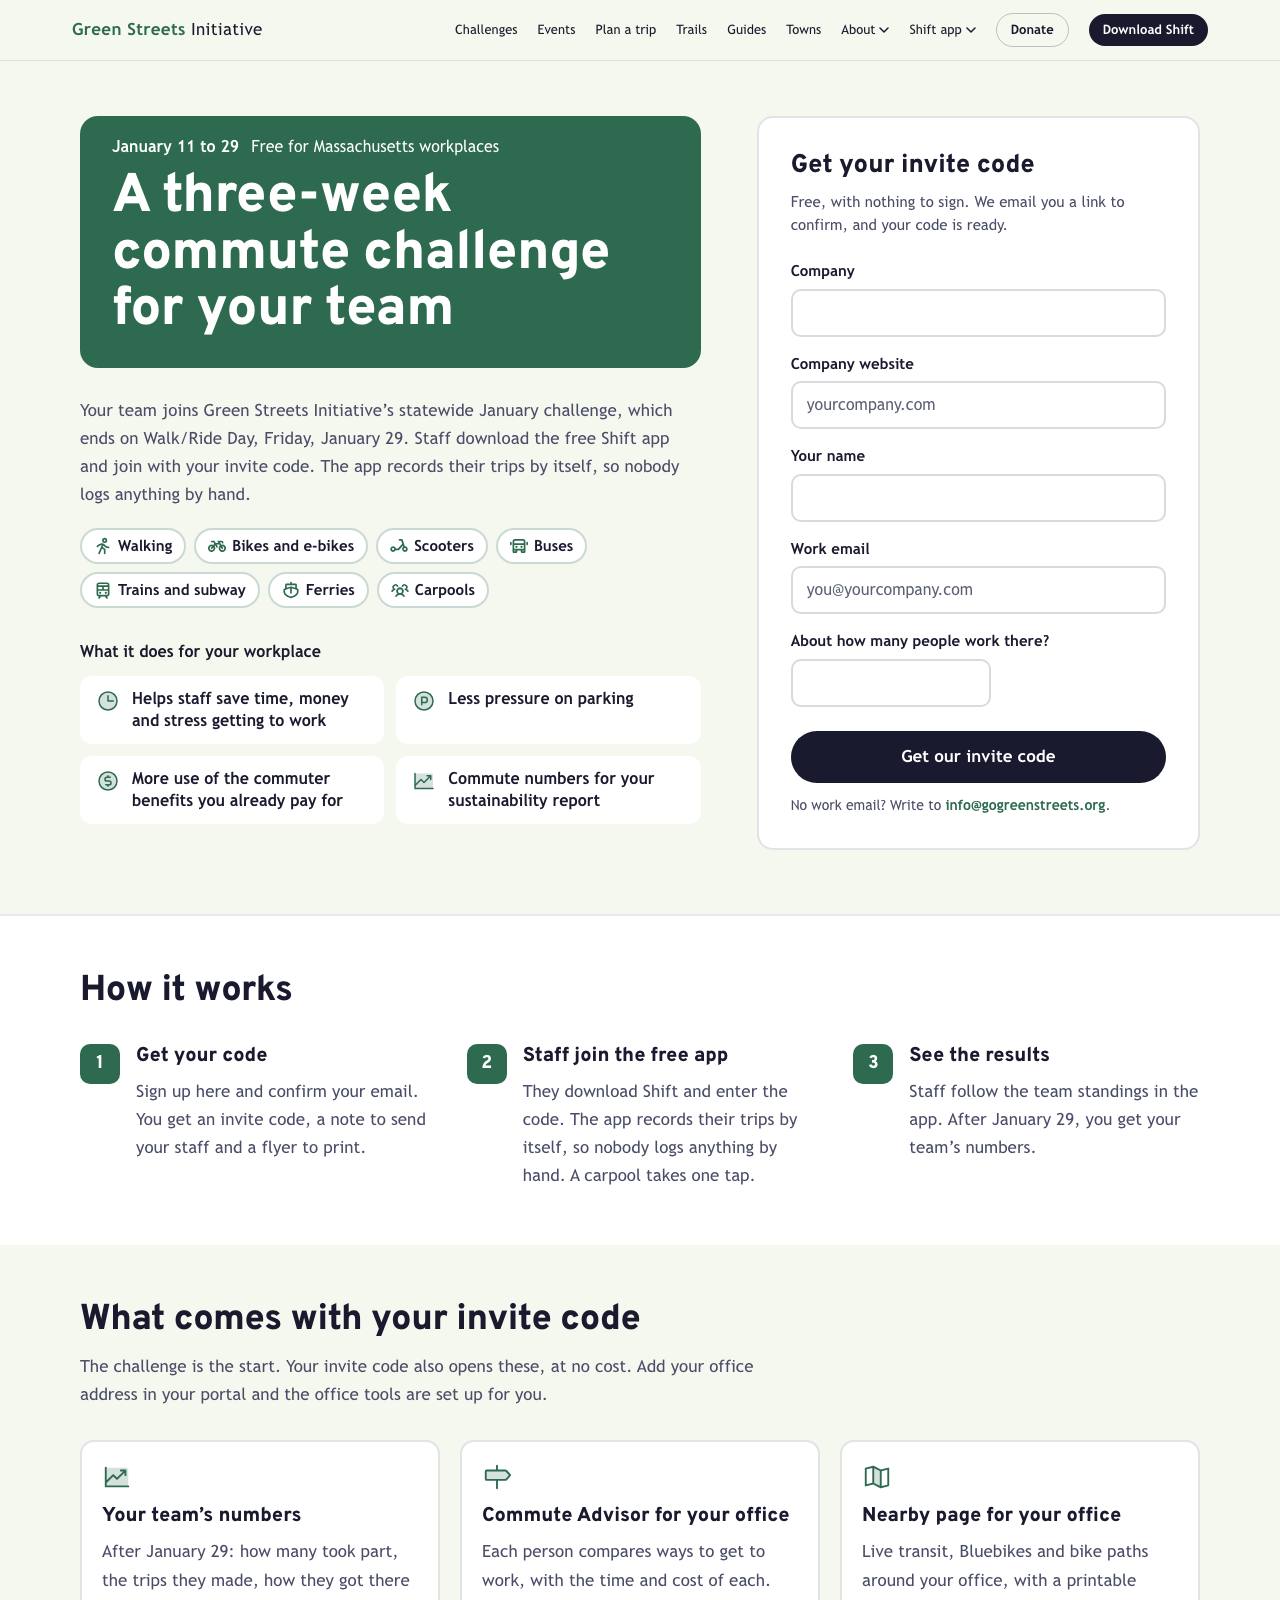 Green Streets Initiative
Challenges Events Plan a trip Trails Guides Towns About Shift app Donate Download Shift
January 11 to 29 Free for Massachusetts workplaces
A three-week
commute challenge
for your team
Your team joins Green Streets Initiative’s statewide January challenge, which
ends on Walk/Ride Day, Friday, January 29. Staff download the free Shift app
and join with your invite code. The app records their trips by itself, so nobody
logs anything by hand.
Walking Bikes and e-bikes Scooters Buses
Trains and subway Ferries Carpools
What it does for your workplace
Helps staff save time, money
and stress getting to work
P Less pressure on parking
$ More use of the commuter
benefits you already pay for
Commute numbers for your
sustainability report
Get your invite code
Free, with nothing to sign. We email you a link to
confirm, and your code is ready.
Company
Company website
yourcompany.com
Your name
Work email
you@yourcompany.com
About how many people work there?
Get our invite code
No work email? Write to info@gogreenstreets.org.
How it works
1 Get your code
Sign up here and confirm your email.
You get an invite code, a note to send
your staff and a flyer to print.
2 Staff join the free app
They download Shift and enter the
code. The app records their trips by
itself, so nobody logs anything by
hand. A carpool takes one tap.
3 See the results
Staff follow the team standings in the
app. After January 29, you get your
team’s numbers.
What comes with your invite code
The challenge is the start. Your invite code also opens these, at no cost. Add your office
address in your portal and the office tools are set up for you.
Your team’s numbers
After January 29: how many took part,
the trips they made, how they got there
Commute Advisor for your office
Each person compares ways to get to
work, with the time and cost of each.
Nearby page for your office
Live transit, Bluebikes and bike paths
around your office, with a printable